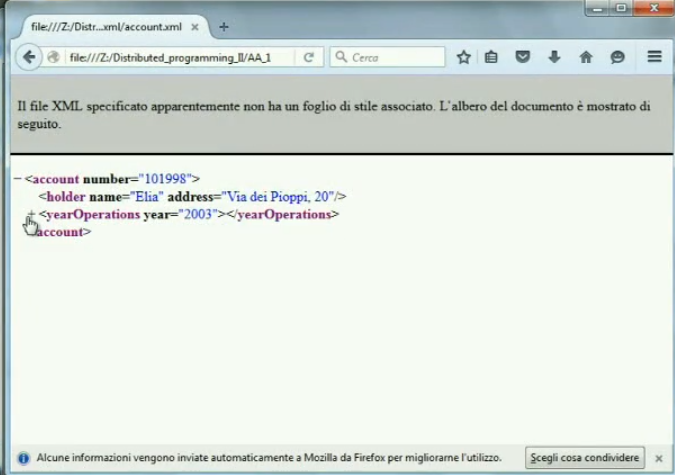 file:///Z:/Distr...xml/account.xml
file:///Z:/Distributed_programming_II/AA_1
Cerca
Il file XML specificato apparentemente non ha un foglio di stile associato. L'albero del documento è mostrato di
seguito.
−<account number="101998">
<holder name="Elia" address="Via dei Pioppi, 20"/>
+<yearOperations year="2003"></yearOperations>
account>
Alcune informazioni vengono inviate automaticamente a Mozilla da Firefox per migliorarne l'utilizzo.
Scegli cosa condividere